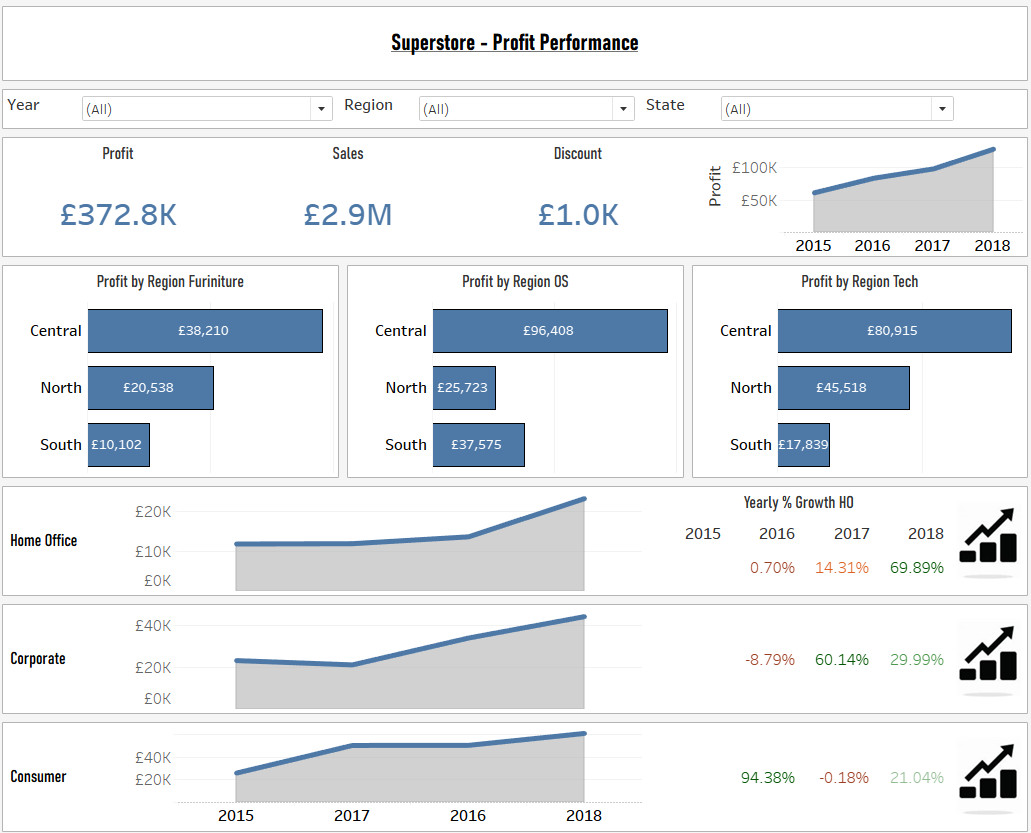 Superstore - Profit Performance
Year (All) Region (All) State (All)
Profit Sales Discount
£372.8K £2.9M £1.0K
Profit
£100K
£50K
2015 2016 2017 2018
Profit by Region Furiniture
Central £38,210
North £20,538
South £10,102
Profit by Region OS
Central £96,408
North £25,723
South £37,575
Profit by Region Tech
Central £80,915
North £45,518
South £17,839
Home Office
£20K
£10K
£0K
Yearly % Growth HO
2015 2016 2017 2018
0.70% 14.31% 69.89%
Corporate
£40K
£20K
£0K
-8.79% 60.14% 29.99%
Consumer
£40K
£20K
2015 2017 2016 2018
94.38% -0.18% 21.04%